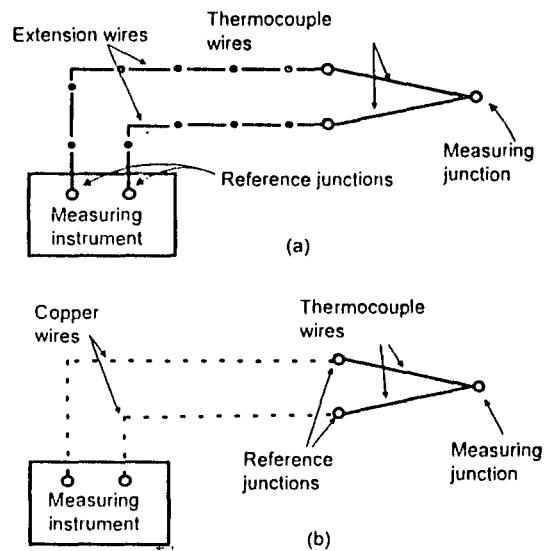 Thermocouple
wires
Extension wires
Measuring
junction
Reference junctions
Measuring
instrument
(a)
Copper
wires
Thermocouple
wires
Reference
junctions
Measuring
junction
Measuring
instrument
(b)